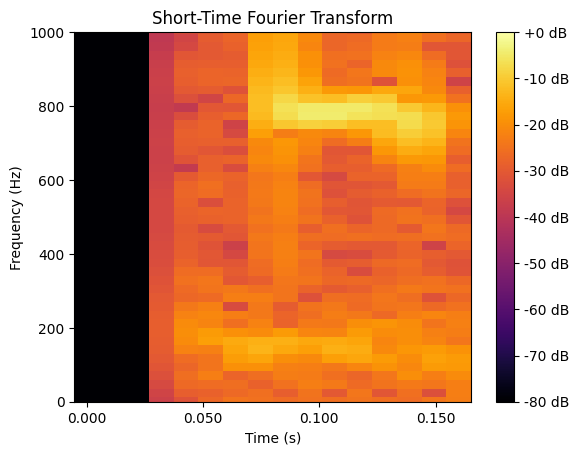 Short-Time Fourier Transform
1000
800
600
400
200
0
Frequency (Hz)
0.000
0.050
0.100
0.150
Time (s)
+0 dB
-10 dB
-20 dB
-30 dB
-40 dB
-50 dB
-60 dB
-70 dB
-80 dB